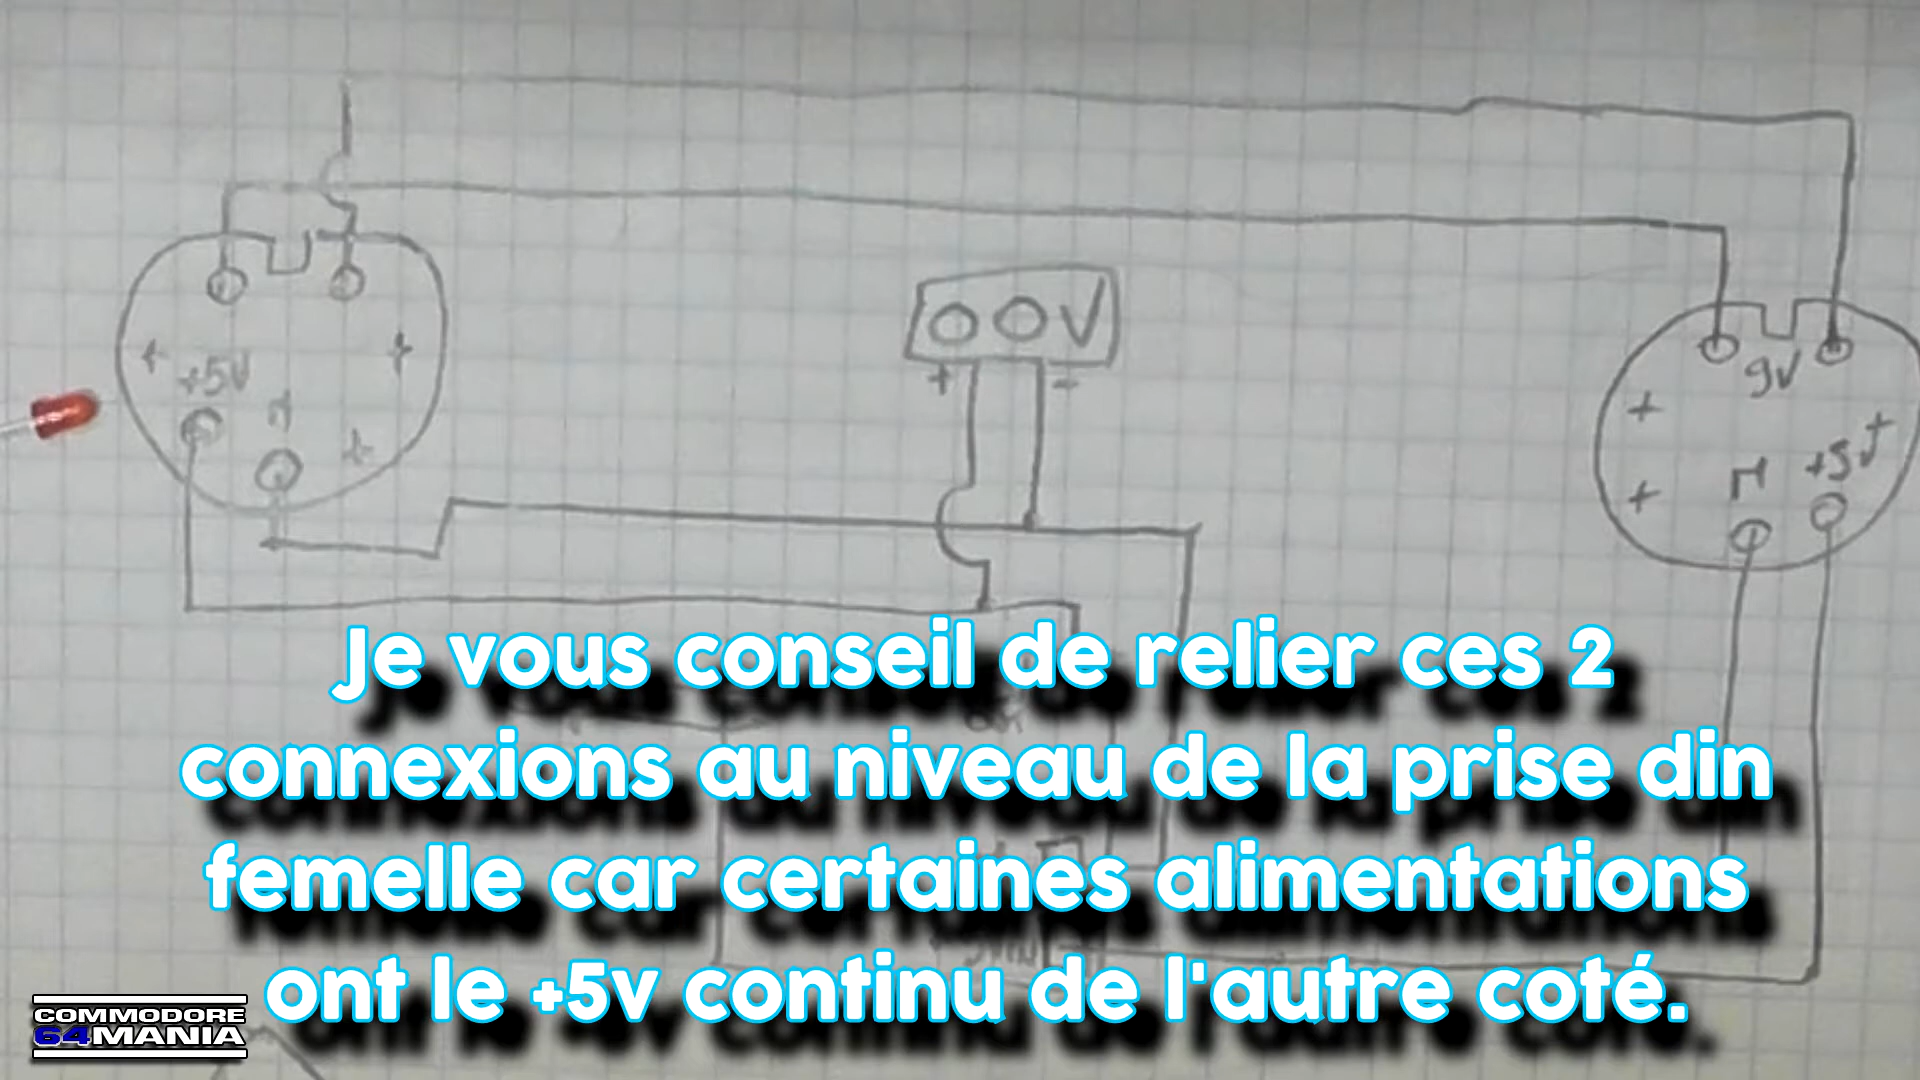 V
+ -
9V
+5V
+5V
Je vous conseil de relier ces 2
connexions au niveau de la prise din
femelle car certaines alimentations
ont le +5v continu de l'autre coté.
COMMODORE
64MANIA